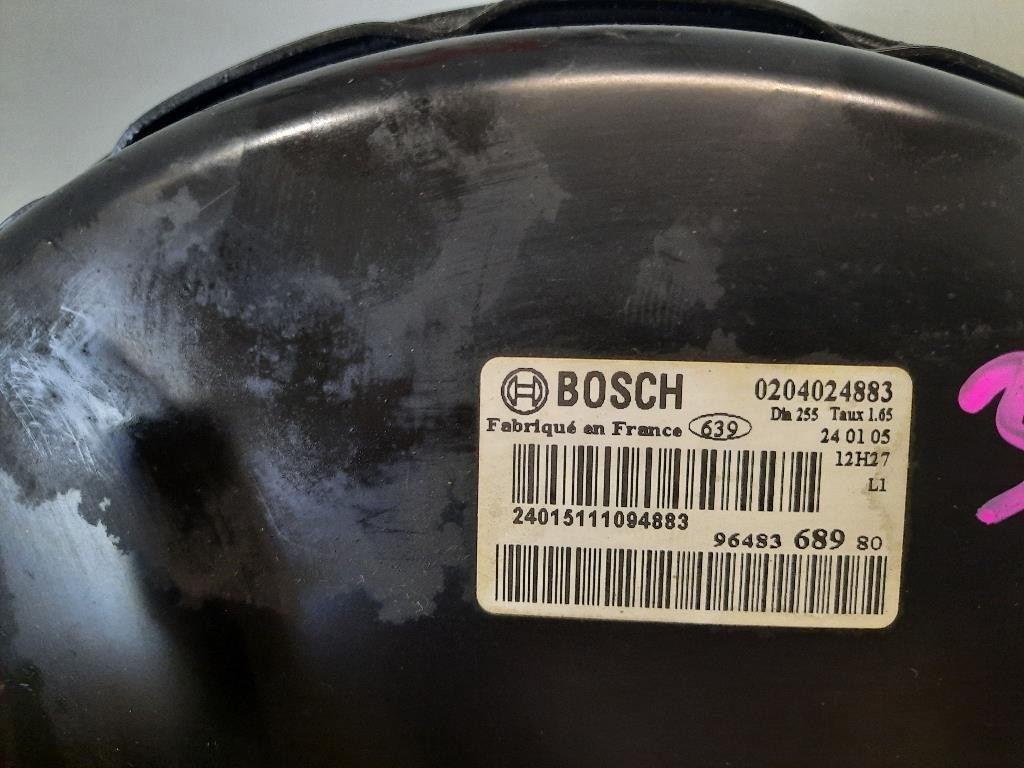 BOSCH 0204024883
Dia 255 Taux 1.65
Fabriqué en France 639 24 01 05
12H27
L1
24015111094883
96483 689 80